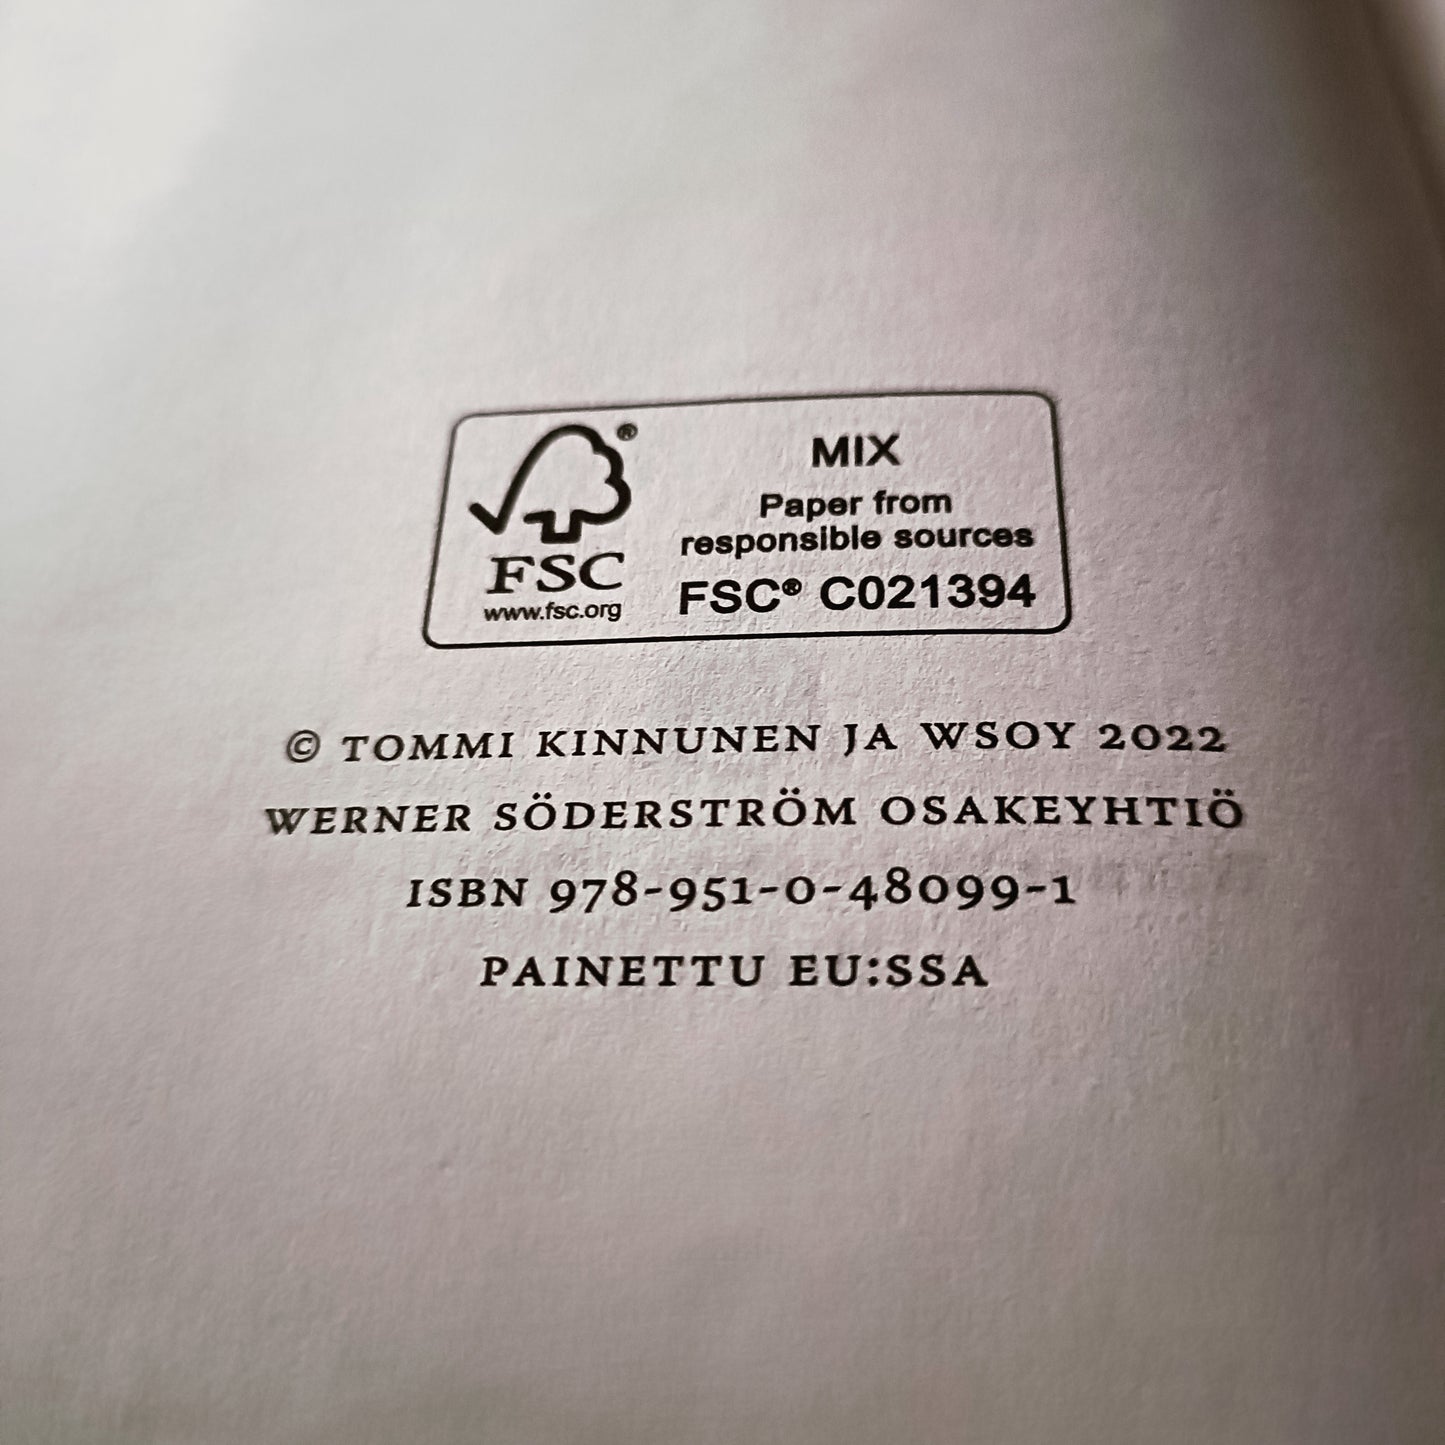 ®
FSC
www.fsc.org
MIX
Paper from
responsible sources
FSC® C021394
© TOMMI KINNUNEN JA WSOY 2022
WERNER SÖDERSTRÖM OSAKEYHTIÖ
ISBN 978-951-0-48099-1
PAINETTU EU:SSA